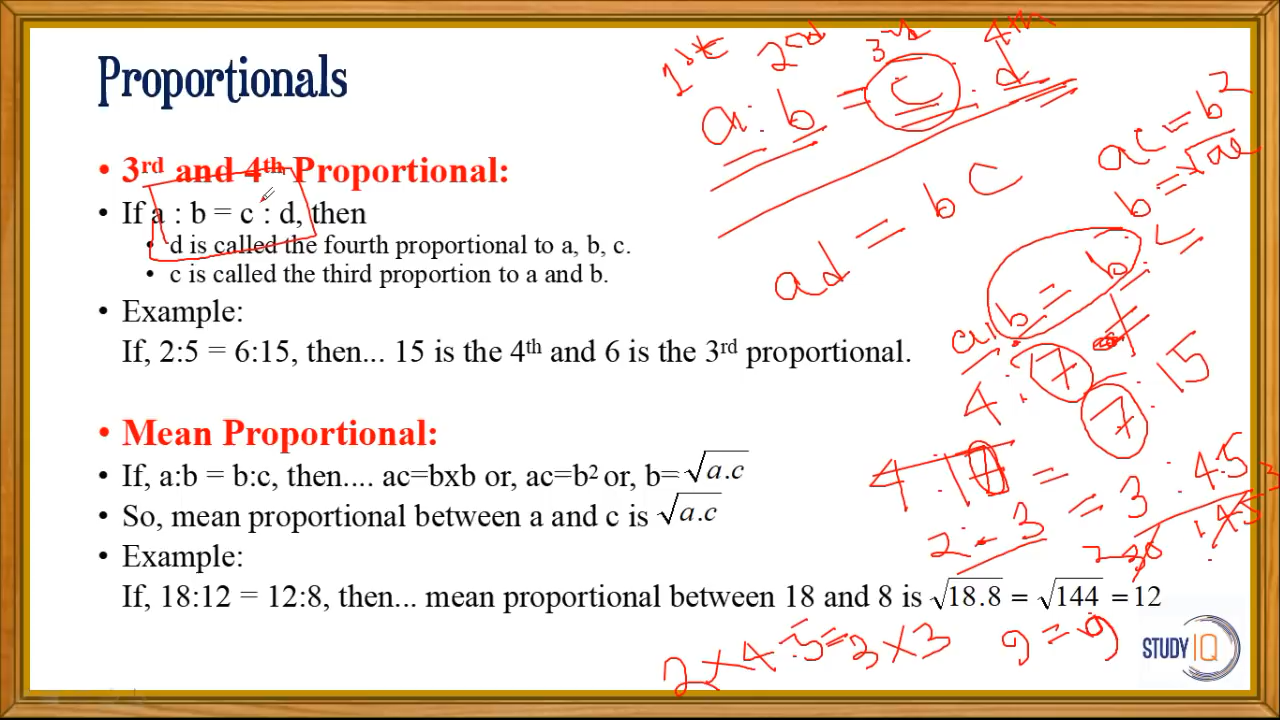 Proportionals
• 3rd and 4th Proportional:
• If a : b = c : d, then
• d is called the fourth proportional to a, b, c.
• c is called the third proportion to a and b.
• Example:
If, 2:5 = 6:15, then... 15 is the 4th and 6 is the 3rd proportional.
• Mean Proportional:
• If, a:b = b:c, then.... ac=bxb or, ac=b² or, b=√a.c
• So, mean proportional between a and c is √a.c
• Example:
If, 18:12 = 12:8, then... mean proportional between 18 and 8 is √18.8 = √144 = 12
1st 2nd 3rd 4th
a : b = c : d
ad = bc
ac = b²
b = √ac
a : b = b : c
7 : 15
2 : 3 = 3 : 4.5
2 × 4.5 = 3 × 3
9 = 9
STUDY IQ